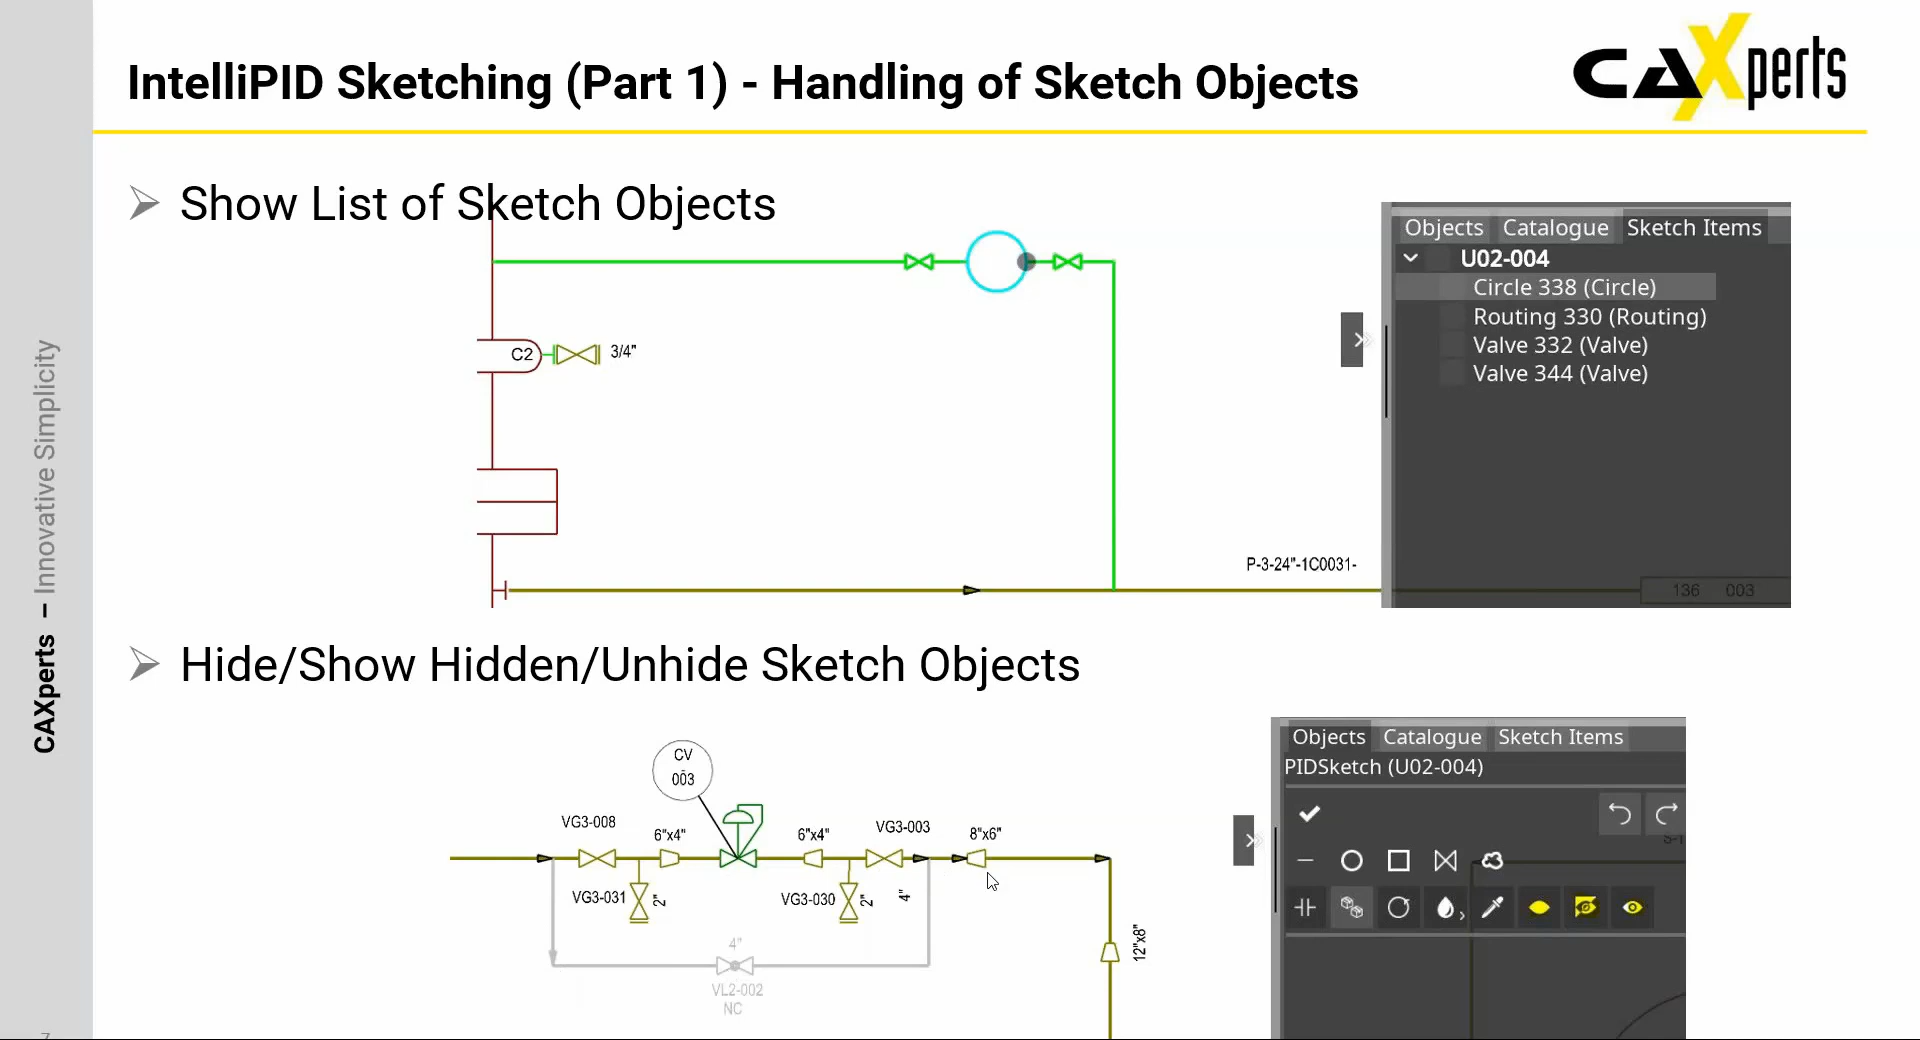 IntelliPID Sketching (Part 1) - Handling of Sketch Objects
CAXperts
CAXperts – Innovative Simplicity
Show List of Sketch Objects
C2
3/4"
P-3-24"-1C0031-
Objects
Catalogue
Sketch Items
U02-004
Circle 338 (Circle)
Routing 330 (Routing)
Valve 332 (Valve)
Valve 344 (Valve)
136
003
Hide/Show Hidden/Unhide Sketch Objects
CV
003
VG3-008
6"x4"
6"x4"
VG3-003
8"x6"
VG3-031
2"
VG3-030
2"
4"
4"
VL2-002
NC
12"x8"
Objects
Catalogue
Sketch Items
PIDSketch (U02-004)